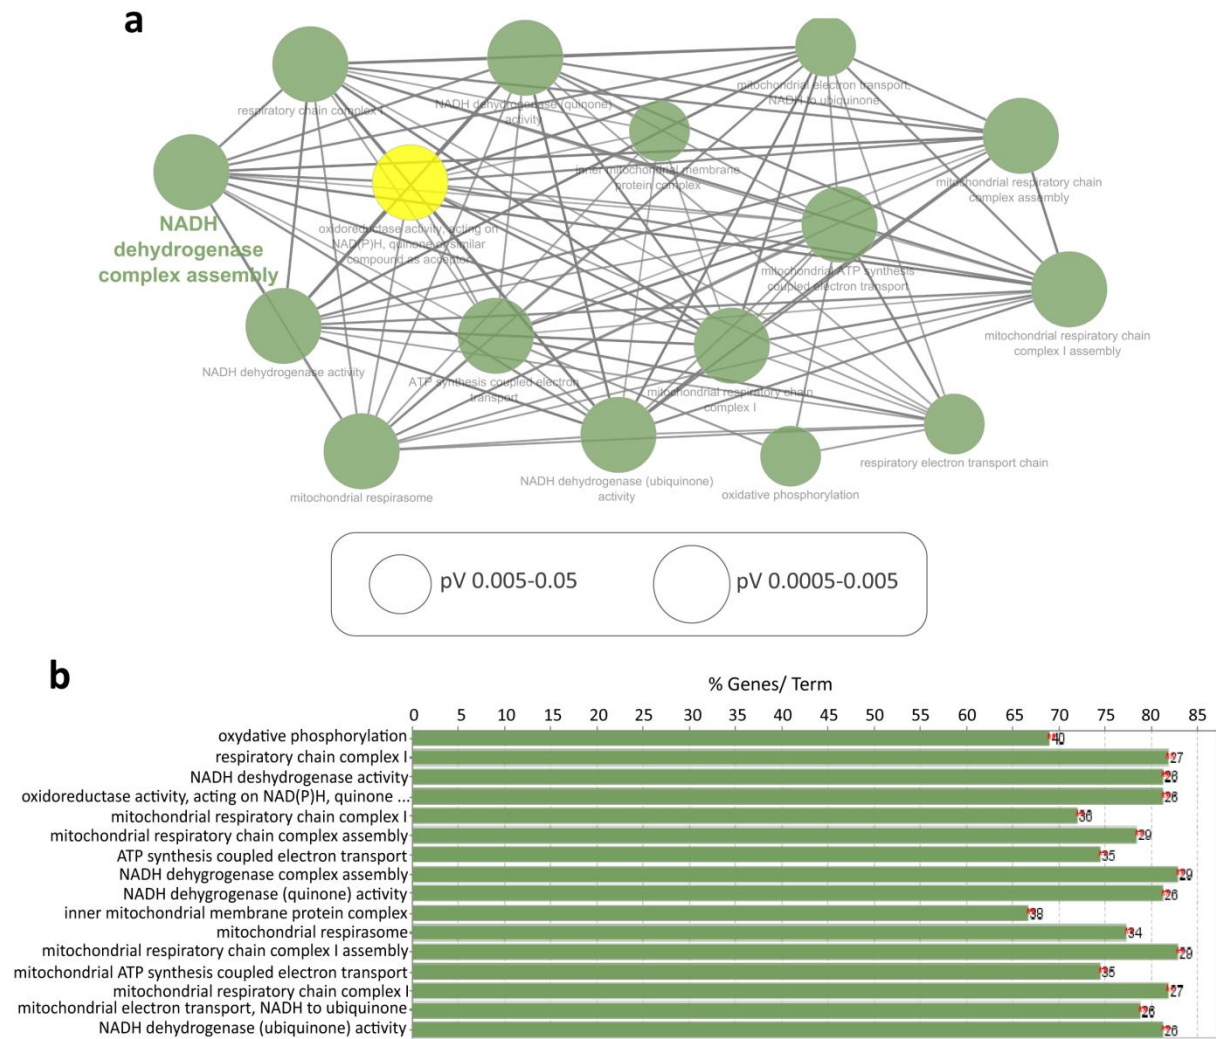 a
respiratory chain complex I
NADH dehydrogenase (quinone)
activity
mitochondrial electron transport,
NADH to ubiquinone
inner mitochondrial membrane
protein complex
mitochondrial respiratory chain
complex assembly
NADH
dehydrogenase
complex assembly
oxidoreductase activity, acting on
NAD(P)H, quinone or similar
compound as acceptor
mitochondrial ATP synthesis
coupled electron transport
mitochondrial respiratory chain
complex I assembly
NADH dehydrogenase activity
ATP synthesis coupled electron
transport
mitochondrial respiratory chain
complex I
mitochondrial respirasome
NADH dehydrogenase (ubiquinone)
activity
oxidative phosphorylation
respiratory electron transport chain
pV 0.005-0.05
pV 0.0005-0.005
b
% Genes/ Term
0 5 10 15 20 25 30 35 40 45 50 55 60 65 70 75 80 85
oxydative phosphorylation 40
respiratory chain complex I 27
NADH deshydrogenase activity 26
oxidoreductase activity, acting on NAD(P)H, quinone ... 26
mitochondrial respiratory chain complex I 36
mitochondrial respiratory chain complex assembly 29
ATP synthesis coupled electron transport 35
NADH dehygrogenase complex assembly 29
NADH dehygrogenase (quinone) activity 26
inner mitochondrial membrane protein complex 38
mitochondrial respirasome 34
mitochondrial respiratory chain complex I assembly 29
mitochondrial ATP synthesis coupled electron transport 35
mitochondrial respiratory chain complex I 27
mitochondrial electron transport, NADH to ubiquinone 26
NADH dehydrogenase (ubiquinone) activity 26